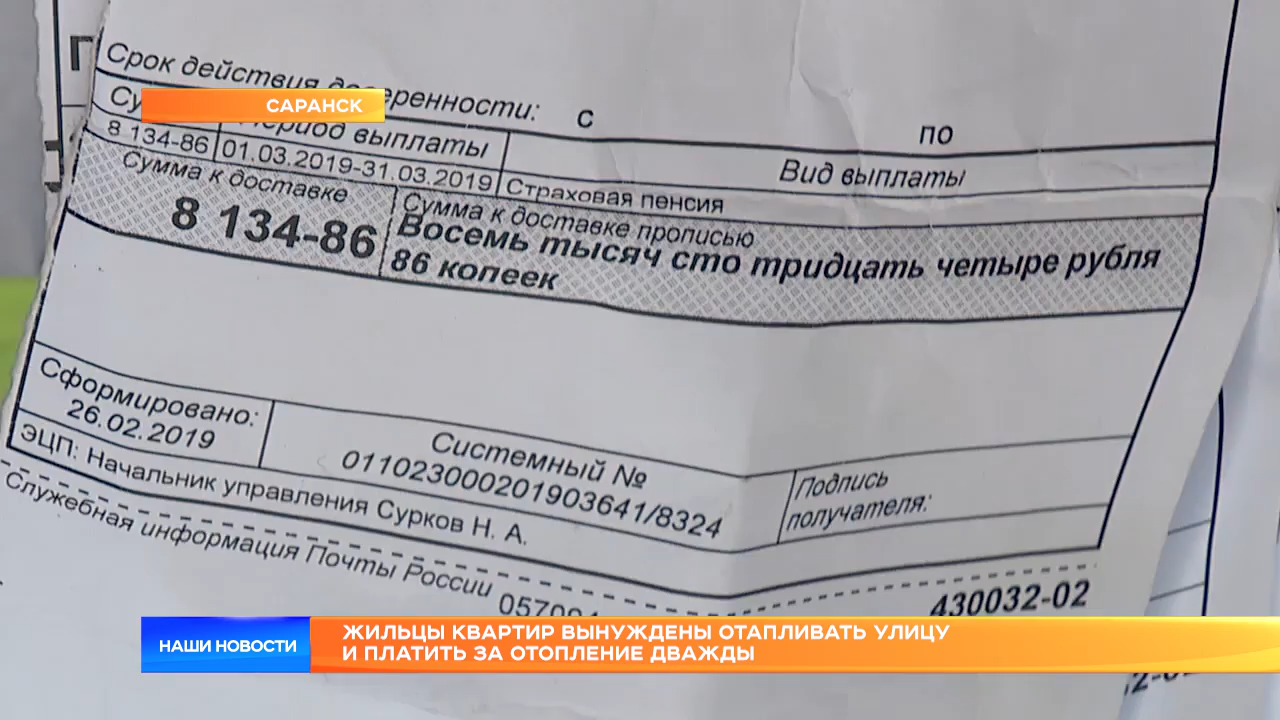 Срок действия доверенности: с по
САРАНСК
Период выплаты
Вид выплаты
8 134-86 01.03.2019-31.03.2019 Страховая пенсия
Сумма к доставке
Сумма к доставке прописью
8 134-86
Восемь тысяч сто тридцать четыре рубля
86 копеек
Сформировано:
26.02.2019
Системный №
011023000201903641/8324
Подпись
получателя:
ЭЦП: Начальник управления Сурков Н. А.
Служебная информация Почты России
430032-02
НАШИ НОВОСТИ
ЖИЛЬЦЫ КВАРТИР ВЫНУЖДЕНЫ ОТАПЛИВАТЬ УЛИЦУ
И ПЛАТИТЬ ЗА ОТОПЛЕНИЕ ДВАЖДЫ